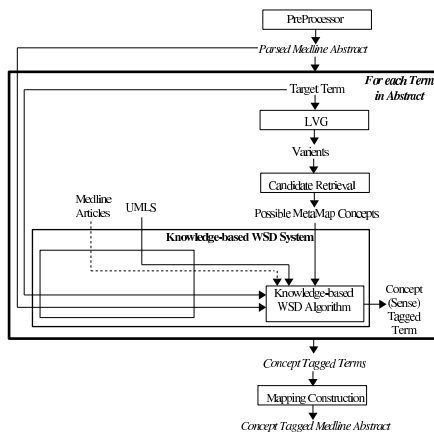 PreProcessor
Parsed Medline Abstract
For each Term
in Abstract
Target Term
LVG
Varients
Candidate Retrieval
Possible MetaMap Concepts
Medline
Articles
UMLS
Knowledge-based WSD System
Knowledge-based
WSD Algorithm
Concept
(Sense)
Tagged
Term
Concept Tagged Terms
Mapping Construction
Concept Tagged Medline Abstract